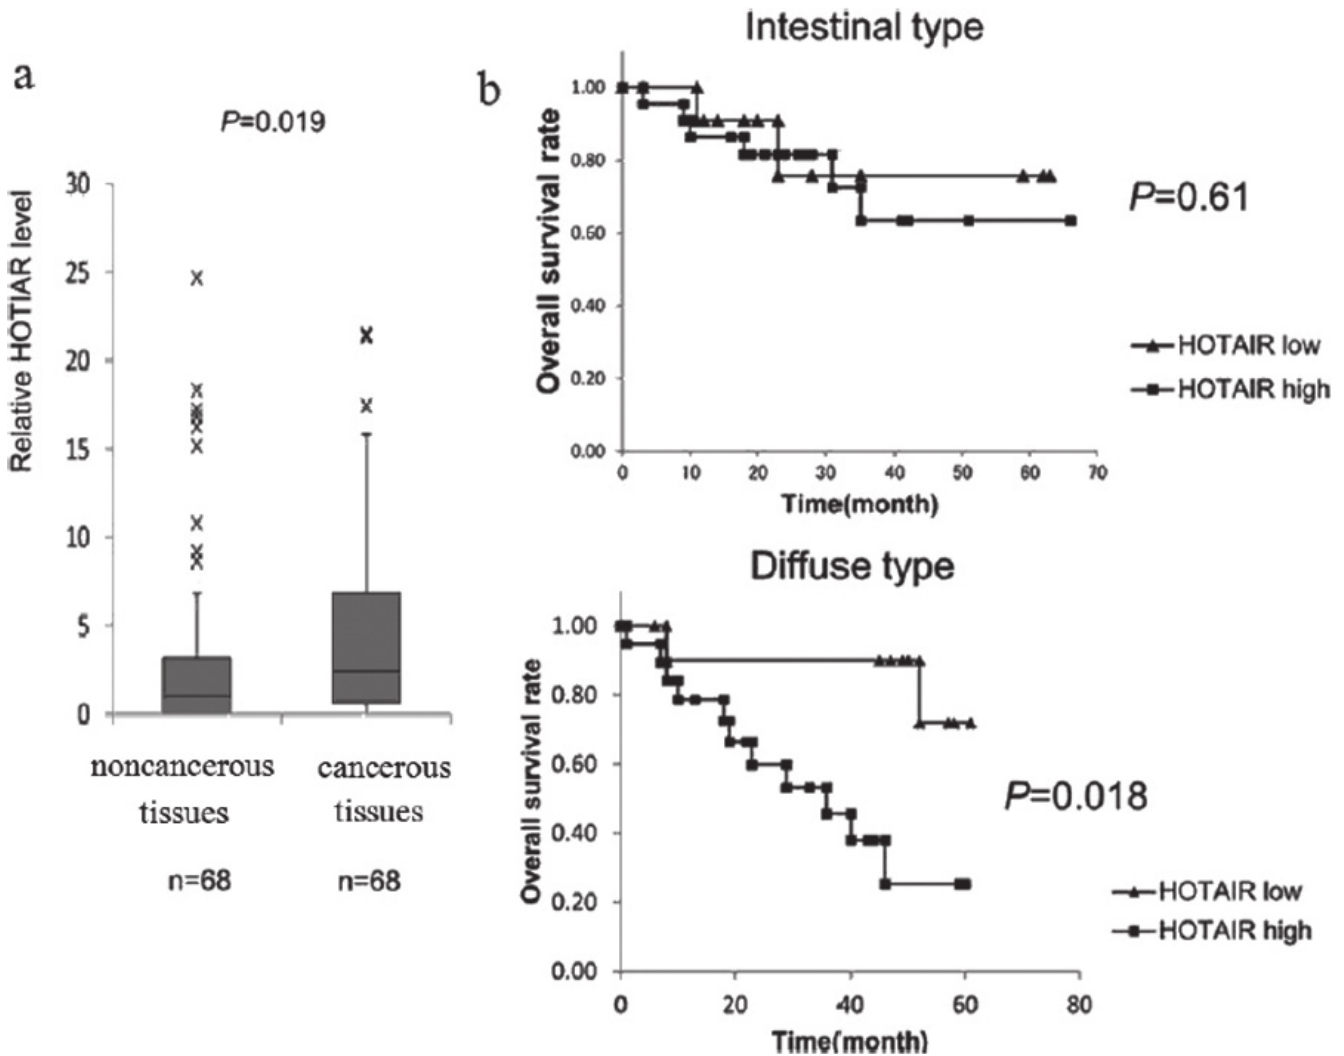 a
P=0.019
Relative HOTIAR level
30
25
20
15
10
5
0
noncancerous
tissues
cancerous
tissues
n=68
n=68
b
Intestinal type
Overall survival rate
1.00
0.80
0.60
0.40
0.20
0.00
0 10 20 30 40 50 60 70
Time(month)
P=0.61
HOTAIR low
HOTAIR high
Diffuse type
Overall survival rate
1.00
0.80
0.60
0.40
0.20
0.00
0 20 40 60 80
Time(month)
P=0.018
HOTAIR low
HOTAIR high